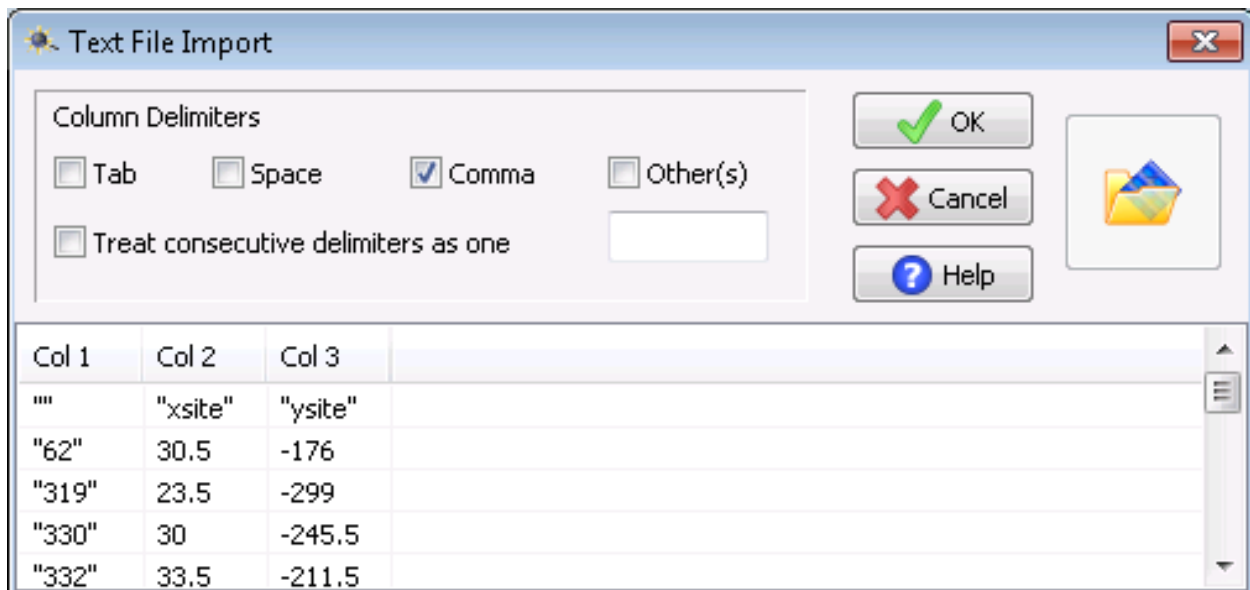 Text File Import
Column Delimiters
Tab Space Comma Other(s)
Treat consecutive delimiters as one
OK
Cancel
Help
Col 1 Col 2 Col 3
"" "xsite" "ysite"
"62" 30.5 -176
"319" 23.5 -299
"330" 30 -245.5
"332" 33.5 -211.5